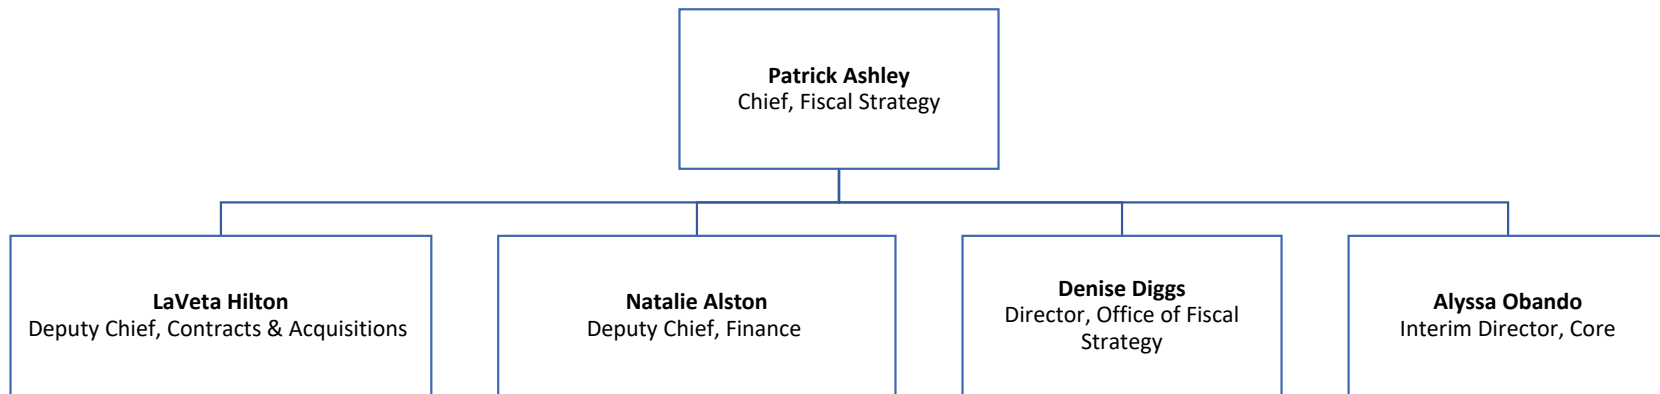 Patrick Ashley
Chief, Fiscal Strategy
LaVeta Hilton
Deputy Chief, Contracts & Acquisitions
Natalie Alston
Deputy Chief, Finance
Denise Diggs
Director, Office of Fiscal
Strategy
Alyssa Obando
Interim Director, Core